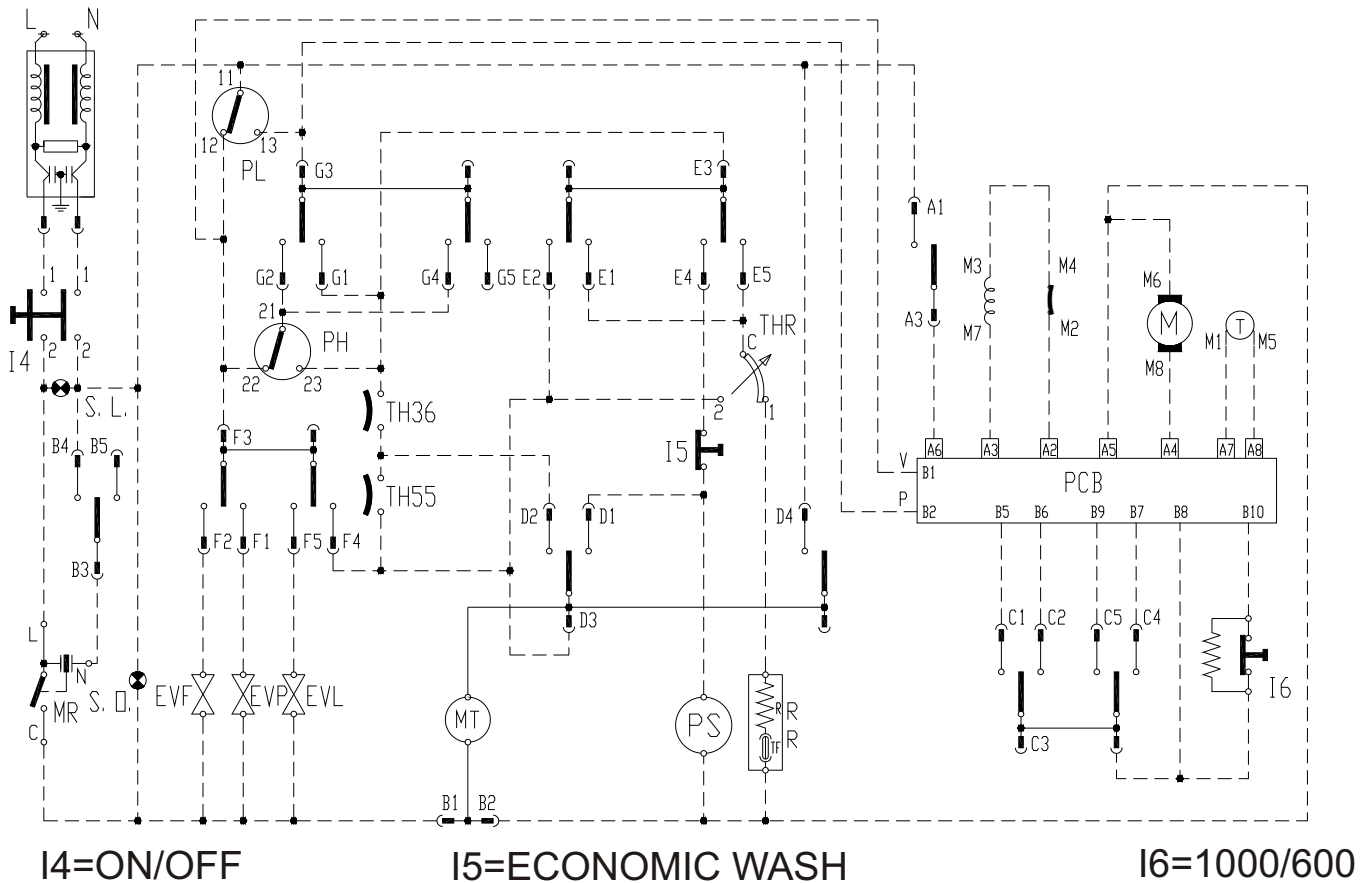 L N
11
12 13
PL
G3
E3
A1
1 1
G2 G1 G4 G5 E2 E1 E4 E5
M3 M4
M6
21
PH
THR
A3
M
T
M7 M2
M1 M5
I4
2 2
22 23
C
M8
S. L.
TH36
2 1
B4 B5
F3
I5
A6 A3 A2 A5 A4 A7 A8
V
B1
PCB
TH55
P
B2 B5 B6 B9 B7 B8 B10
D2 D1 D4
F2 F1 F5 F4
B3
L
D3
C1 C2 C5 C4
N
MR
S. O.
EVF EVP EVL
MT
PS
R R
TF R
I6
C
C3
B1 B2
I4=ON/OFF I5=ECONOMIC WASH I6=1000/600